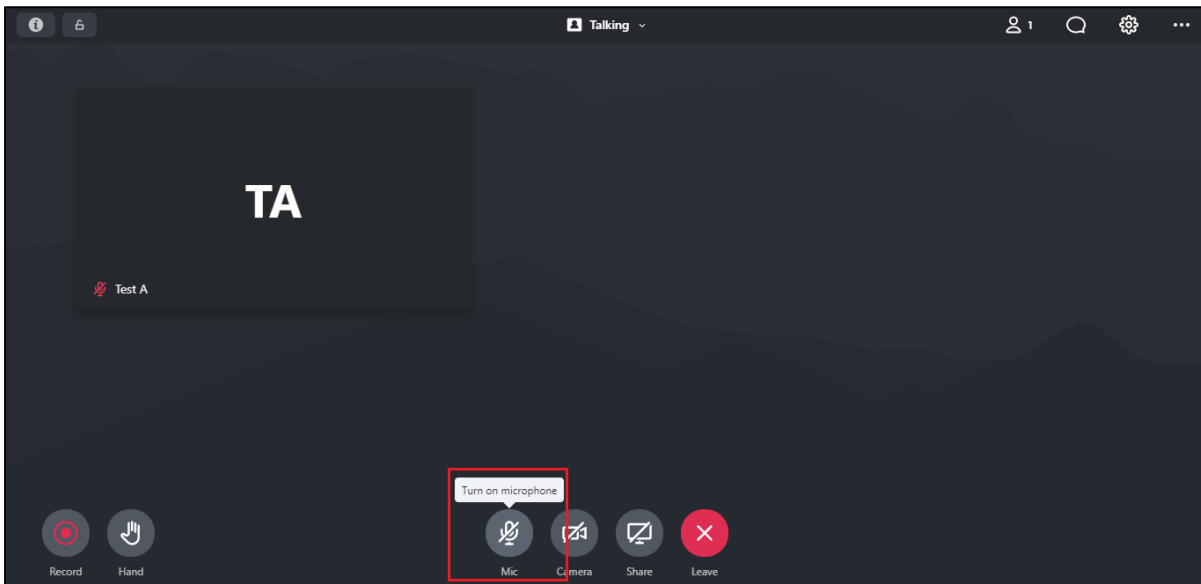 Talking
1
TA
Test A
Turn on microphone
Record
Hand
Mic
Camera
Share
Leave